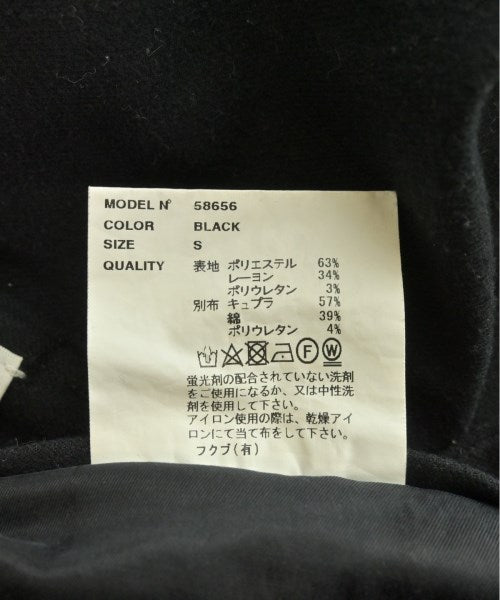 MODEL Nº 58656
COLOR BLACK
SIZE S
QUALITY 表地 ポリエステル 63%
レーヨン 34%
ポリウレタン 3%
別布 キュプラ 57%
綿 39%
ポリウレタン 4%
F W
蛍光剤の配合されていない洗剤
をご使用になるか、又は中性洗
剤を使用して下さい。
アイロン使用の際は、乾燥アイ
ロンにて当て布をして下さい。
フクブ(有)